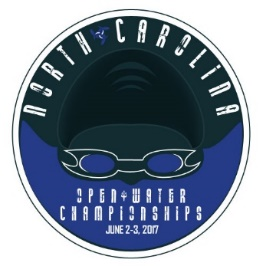 NORTH CAROLINA
OPEN WATER
CHAMPIONSHIPS
JUNE 2-3, 2017